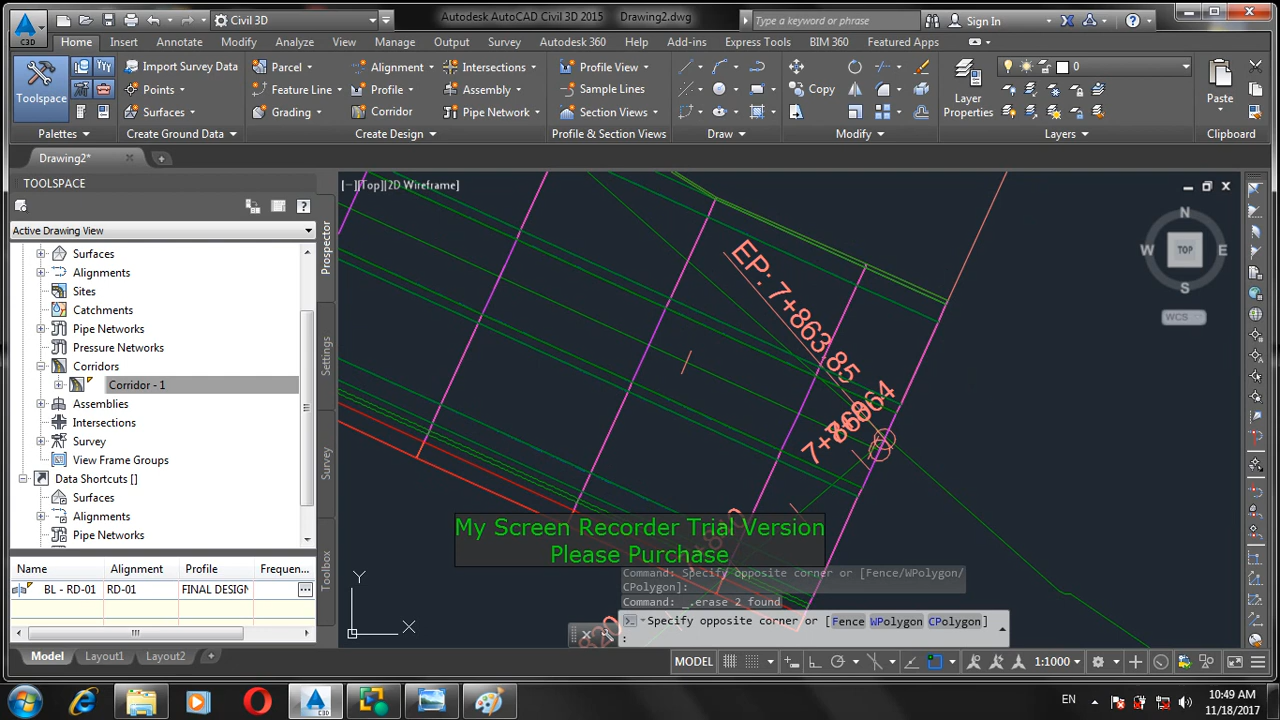 Civil 3D
Autodesk AutoCAD Civil 3D 2015 Drawing2.dwg
Type a keyword or phrase
Sign In
C3D
Home Insert Annotate Modify Analyze View Manage Output Survey Autodesk 360 Help Add-ins Express Tools BIM 360 Featured Apps
Toolspace
Import Survey Data
Points
Surfaces
Parcel
Feature Line
Grading
Alignment
Profile
Corridor
Intersections
Assembly
Pipe Network
Profile View
Sample Lines
Section Views
Copy
Layer
Properties
0
Paste
Palettes
Create Ground Data
Create Design
Profile & Section Views
Draw
Modify
Layers
Clipboard
Drawing2*
TOOLSPACE
[−][Top][2D Wireframe]
Active Drawing View
Surfaces
Alignments
Sites
Catchments
Pipe Networks
Pressure Networks
Corridors
Corridor - 1
Assemblies
Intersections
Survey
View Frame Groups
Data Shortcuts []
Surfaces
Alignments
Pipe Networks
Prospector
Settings
Survey
Toolbox
Name Alignment Profile Frequen...
BL - RD-01 RD-01 FINAL DESIGN
N
W TOP E
S
WCS
EP: 7+863.85
My Screen Recorder Trial Version
Please Purchase
Y
X
Command: Specify opposite corner or [Fence/WPolygon/
CPolygon]:
Command: _.erase 2 found
Specify opposite corner or [Fence WPolygon CPolygon]
:
Model Layout1 Layout2
MODEL
1:1000
EN
10:49 AM
11/18/2017